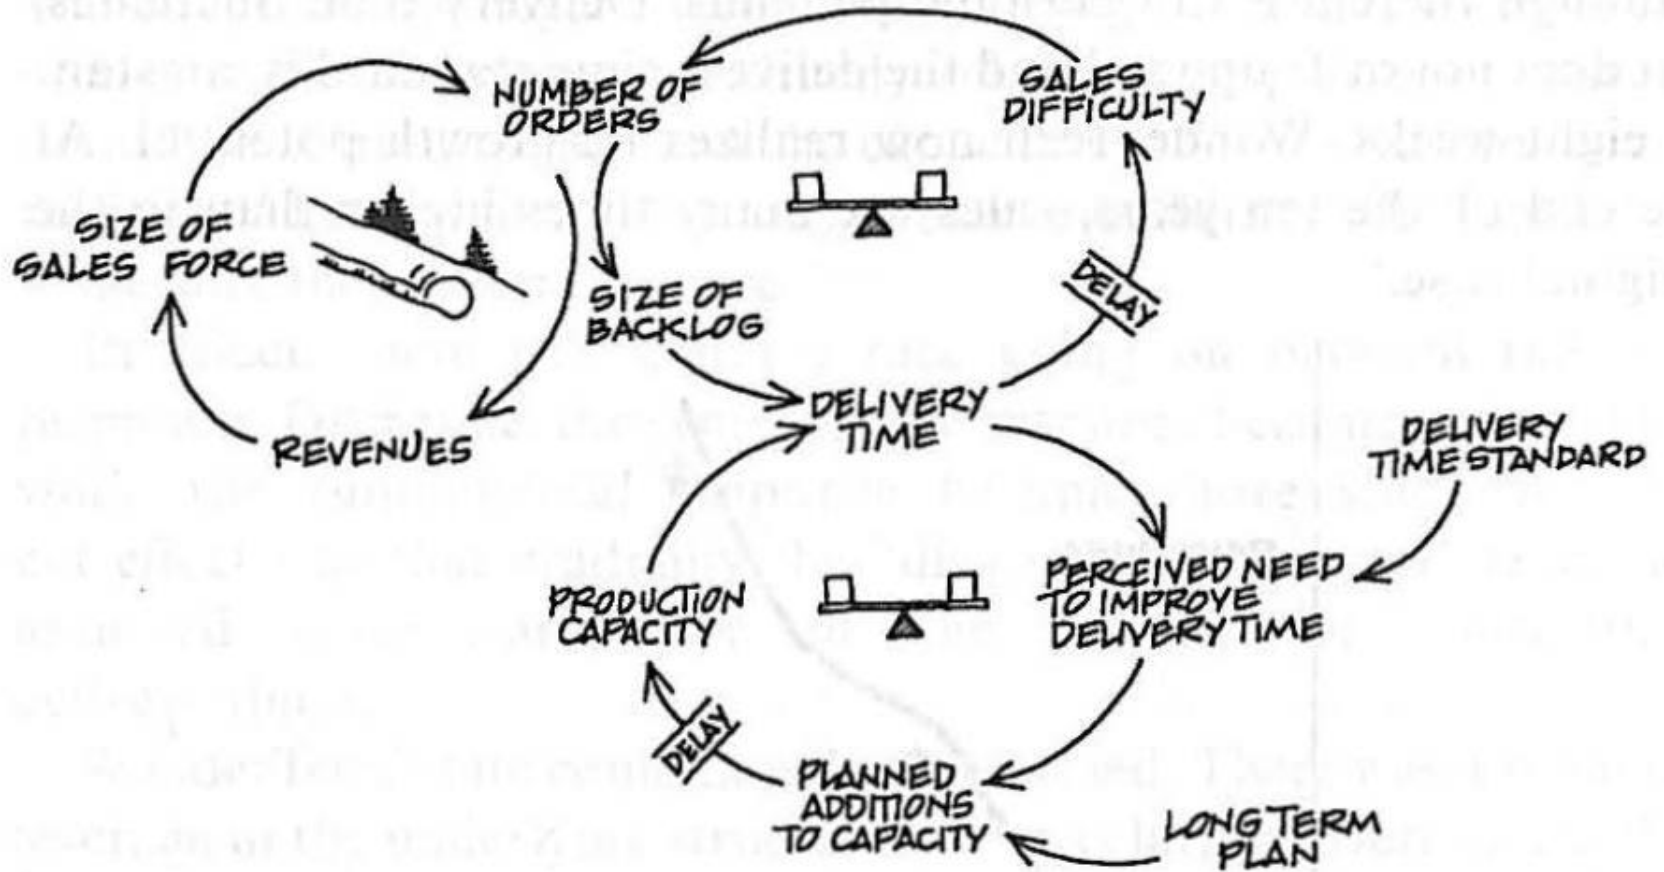 NUMBER OF
ORDERS
SALES
DIFFICULTY
SIZE OF
SALES FORCE
SIZE OF
BACKLOG
DELAY
REVENUES
DELIVERY
TIME
DELIVERY
TIME STANDARD
PRODUCTION
CAPACITY
PERCEIVED NEED
TO IMPROVE
DELIVERY TIME
DELAY
PLANNED
ADDITIONS
TO CAPACITY
LONG TERM
PLAN